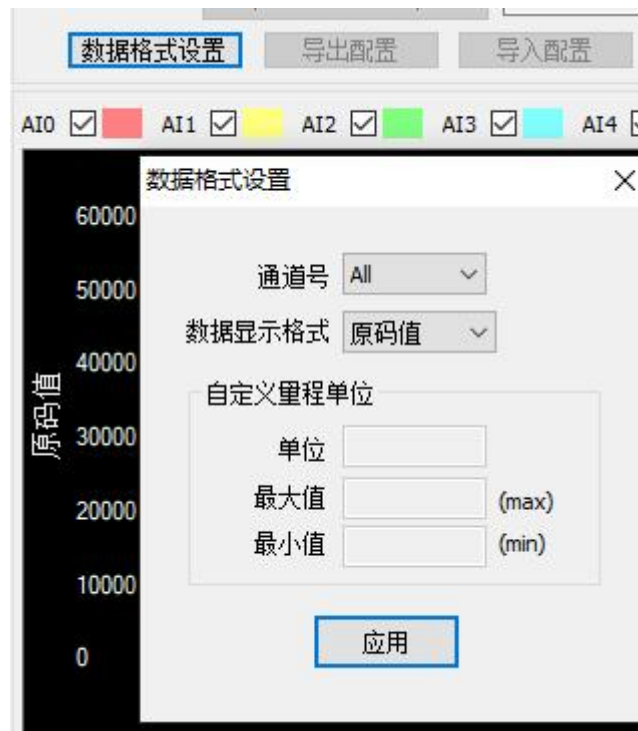 数据格式设置 导出配置 导入配置
AI0 AI1 AI2 AI3 AI4
数据格式设置
60000
通道号 All
50000
数据显示格式 原码值
40000
原码值
自定义里程单位
30000
单位
最大值 (max)
20000
最小值 (min)
10000
应用
0